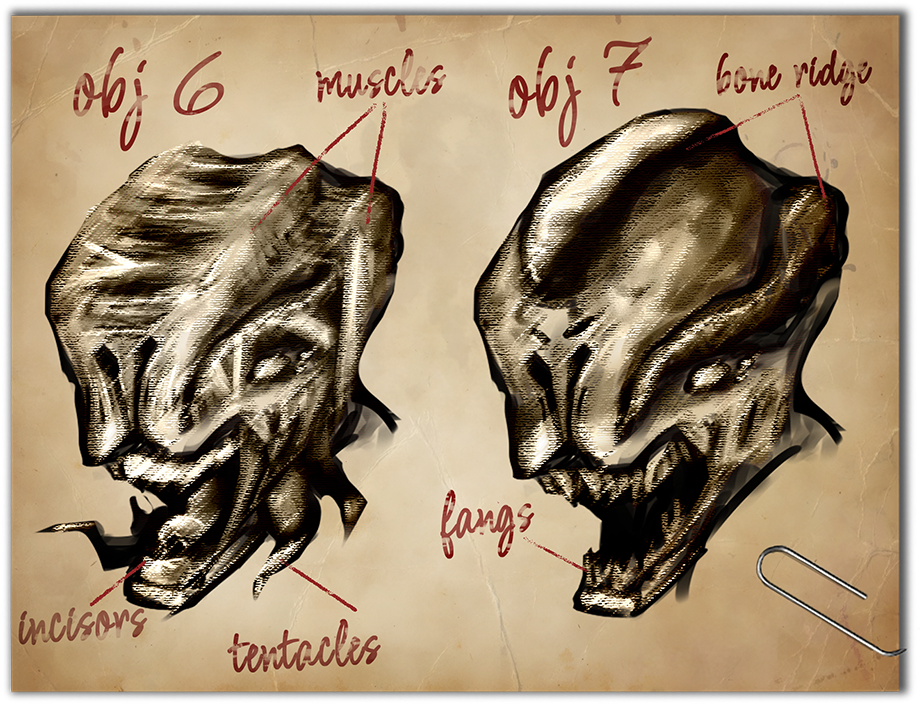 obj 6
muscles
obj 7
bone ridge
fangs
incisors
tentacles